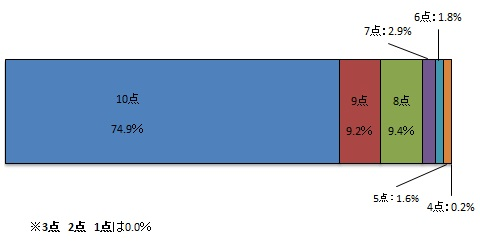 6点：1.8%
7点：2.9%
10点
74.9%
9点
9.2%
8点
9.4%
5点：1.6%
4点：0.2%
※3点 2点 1点は0.0%